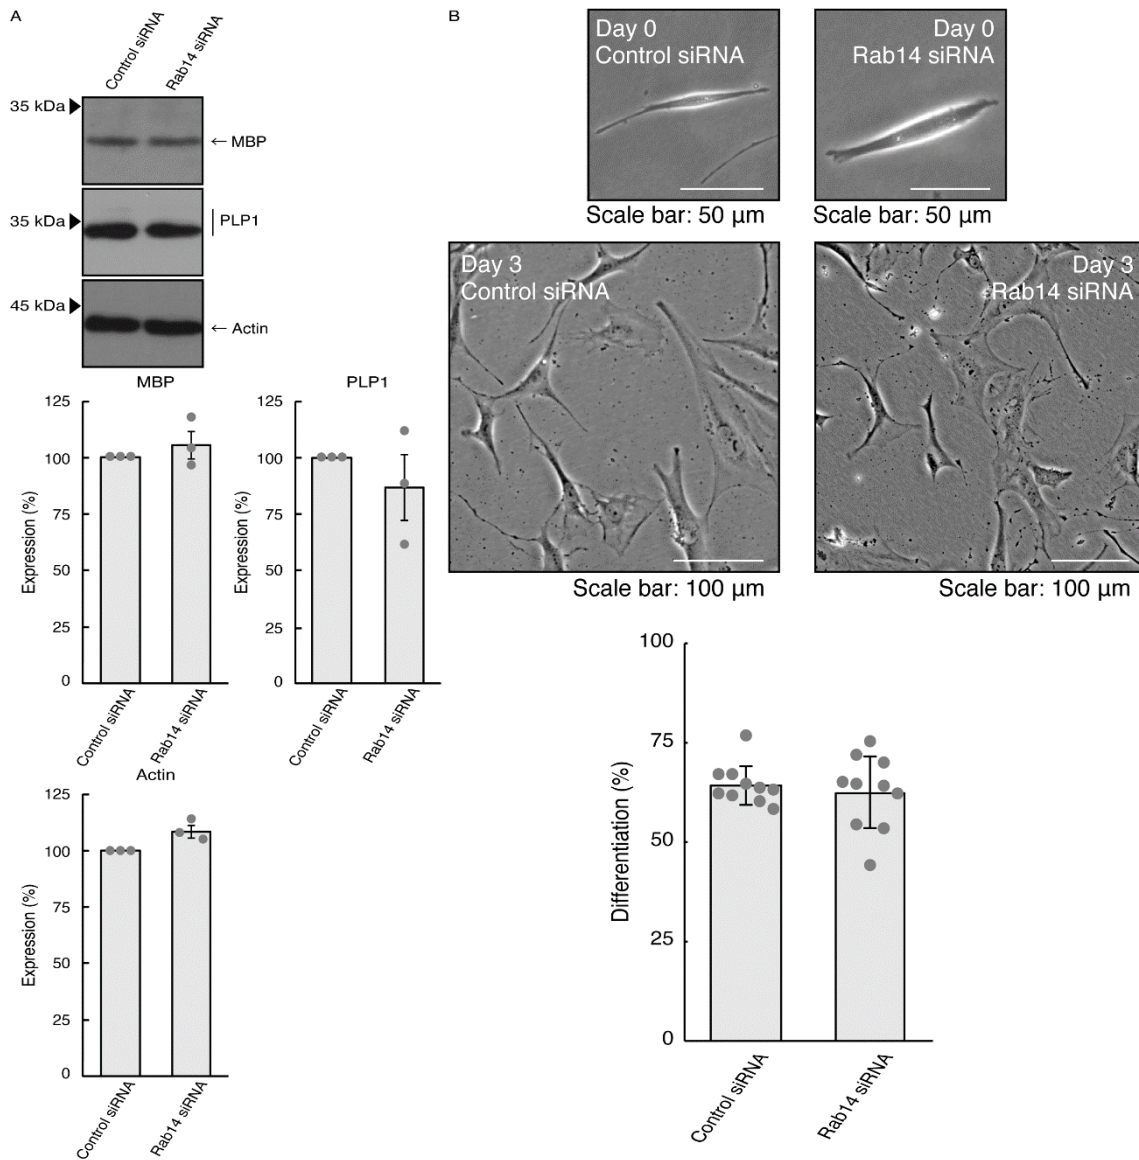 A
Control siRNA
Rab14 siRNA
35 kDa
← MBP
35 kDa
PLP1
45 kDa
← Actin
MBP
125
100
75
50
25
0
Expression (%)
Control siRNA
Rab14 siRNA
PLP1
125
100
75
50
25
0
Expression (%)
Control siRNA
Rab14 siRNA
Actin
125
100
75
50
25
0
Expression (%)
Control siRNA
Rab14 siRNA
B
Day 0
Control siRNA
Scale bar: 50 μm
Day 0
Rab14 siRNA
Scale bar: 50 μm
Day 3
Control siRNA
Scale bar: 100 μm
Day 3
Rab14 siRNA
Scale bar: 100 μm
100
75
50
25
0
Differentiation (%)
Control siRNA
Rab14 siRNA